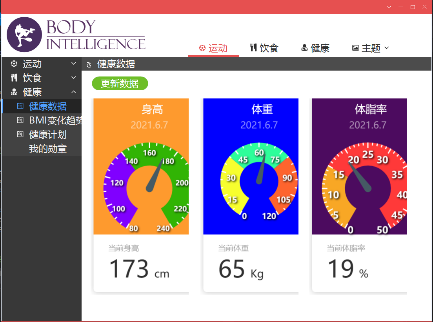 BODY
INTELLIGENCE
运动 饮食 健康 主题
运动
饮食
健康
健康数据
BMI变化趋势
健康计划
我的勋章
健康数据
更新数据
身高
2021.6.7
80 100 120 140 160 180 200 220 240
当前身高
173 cm
体重
2021.6.7
0 15 30 45 60 75 90 105 120
当前体重
65 Kg
体脂率
2021.6.7
5 10 15 20 25 30 35 40 45 50
当前体脂率
19 %